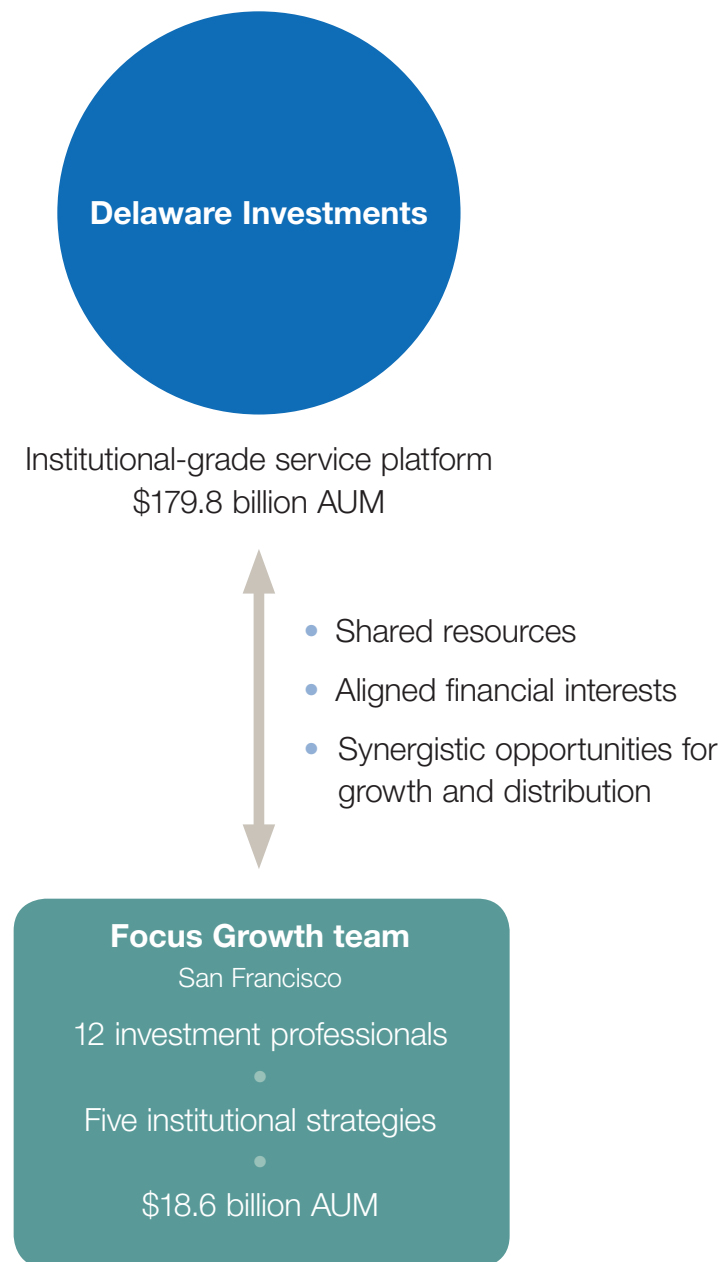 Delaware Investments
Institutional-grade service platform
$179.8 billion AUM
• Shared resources
• Aligned financial interests
• Synergistic opportunities for
growth and distribution
Focus Growth team
San Francisco
12 investment professionals
•
Five institutional strategies
•
$18.6 billion AUM